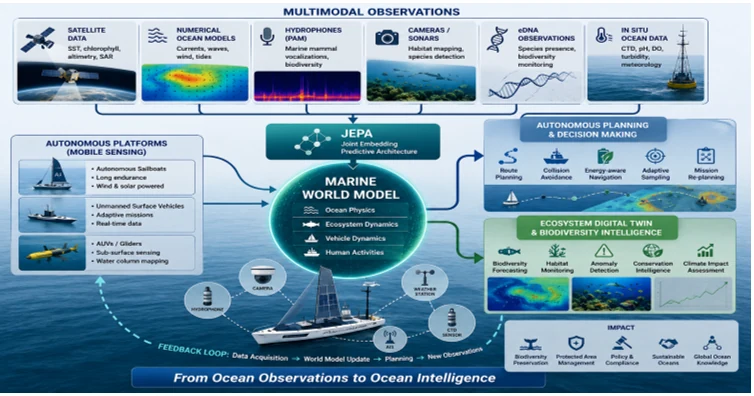 MULTIMODAL OBSERVATIONS
SATELLITE
DATA
SST, chlorophyll,
altimetry, SAR
NUMERICAL
OCEAN MODELS
Currents, waves,
wind, tides
HYDROPHONES
(PAM)
Marine mammal
vocalizations,
biodiversity
CAMERAS /
SONARS
Habitat mapping,
species detection
eDNA
OBSERVATIONS
Species presence,
biodiversity
monitoring
IN SITU
OCEAN DATA
CTD, pH, DO,
turbidity,
meteorology
AUTONOMOUS PLATFORMS
(MOBILE SENSING)
• Autonomous Sailboats
• Long endurance
• Wind & solar powered
• Unmanned Surface Vehicles
• Adaptive missions
• Real-time data
• AUVs / Gliders
• Sub-surface sensing
• Water column mapping
JEPA
Joint Embedding
Predictive Architecture
MARINE
WORLD MODEL
Ocean Physics
Ecosystem Dynamics
Vehicle Dynamics
Human Activities
AUTONOMOUS PLANNING
& DECISION MAKING
Route
Planning
Collision
Avoidance
Energy-aware
Navigation
Adaptive
Sampling
Mission
Re-planning
ECOSYSTEM DIGITAL TWIN
& BIODIVERSITY INTELLIGENCE
Biodiversity
Forecasting
Habitat
Monitoring
Anomaly
Detection
Conservation
Intelligence
Climate Impact
Assessment
CAMERA
HYDROPHONE
WEATHER
STATION
CTD
SENSOR
AIS
FEEDBACK LOOP: Data Acquisition → World Model Update → Planning → New Observations
IMPACT
Biodiversity
Preservation
Protected Area
Management
Policy &
Compliance
Sustainable
Oceans
Global Ocean
Knowledge
From Ocean Observations to Ocean Intelligence